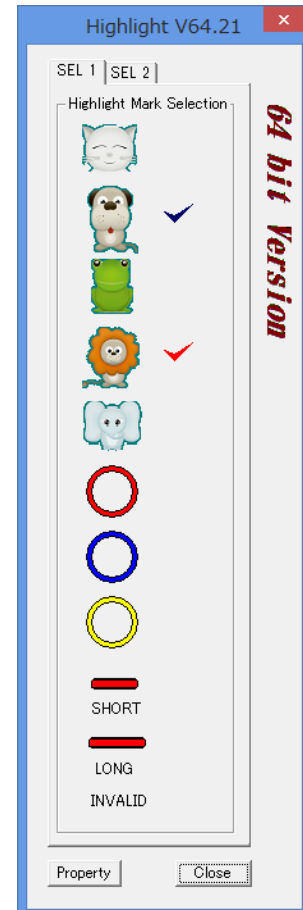 Highlight V64.21
SEL 1
SEL 2
Highlight Mark Selection
64 bit Version
SHORT
LONG
INVALID
Property
Close